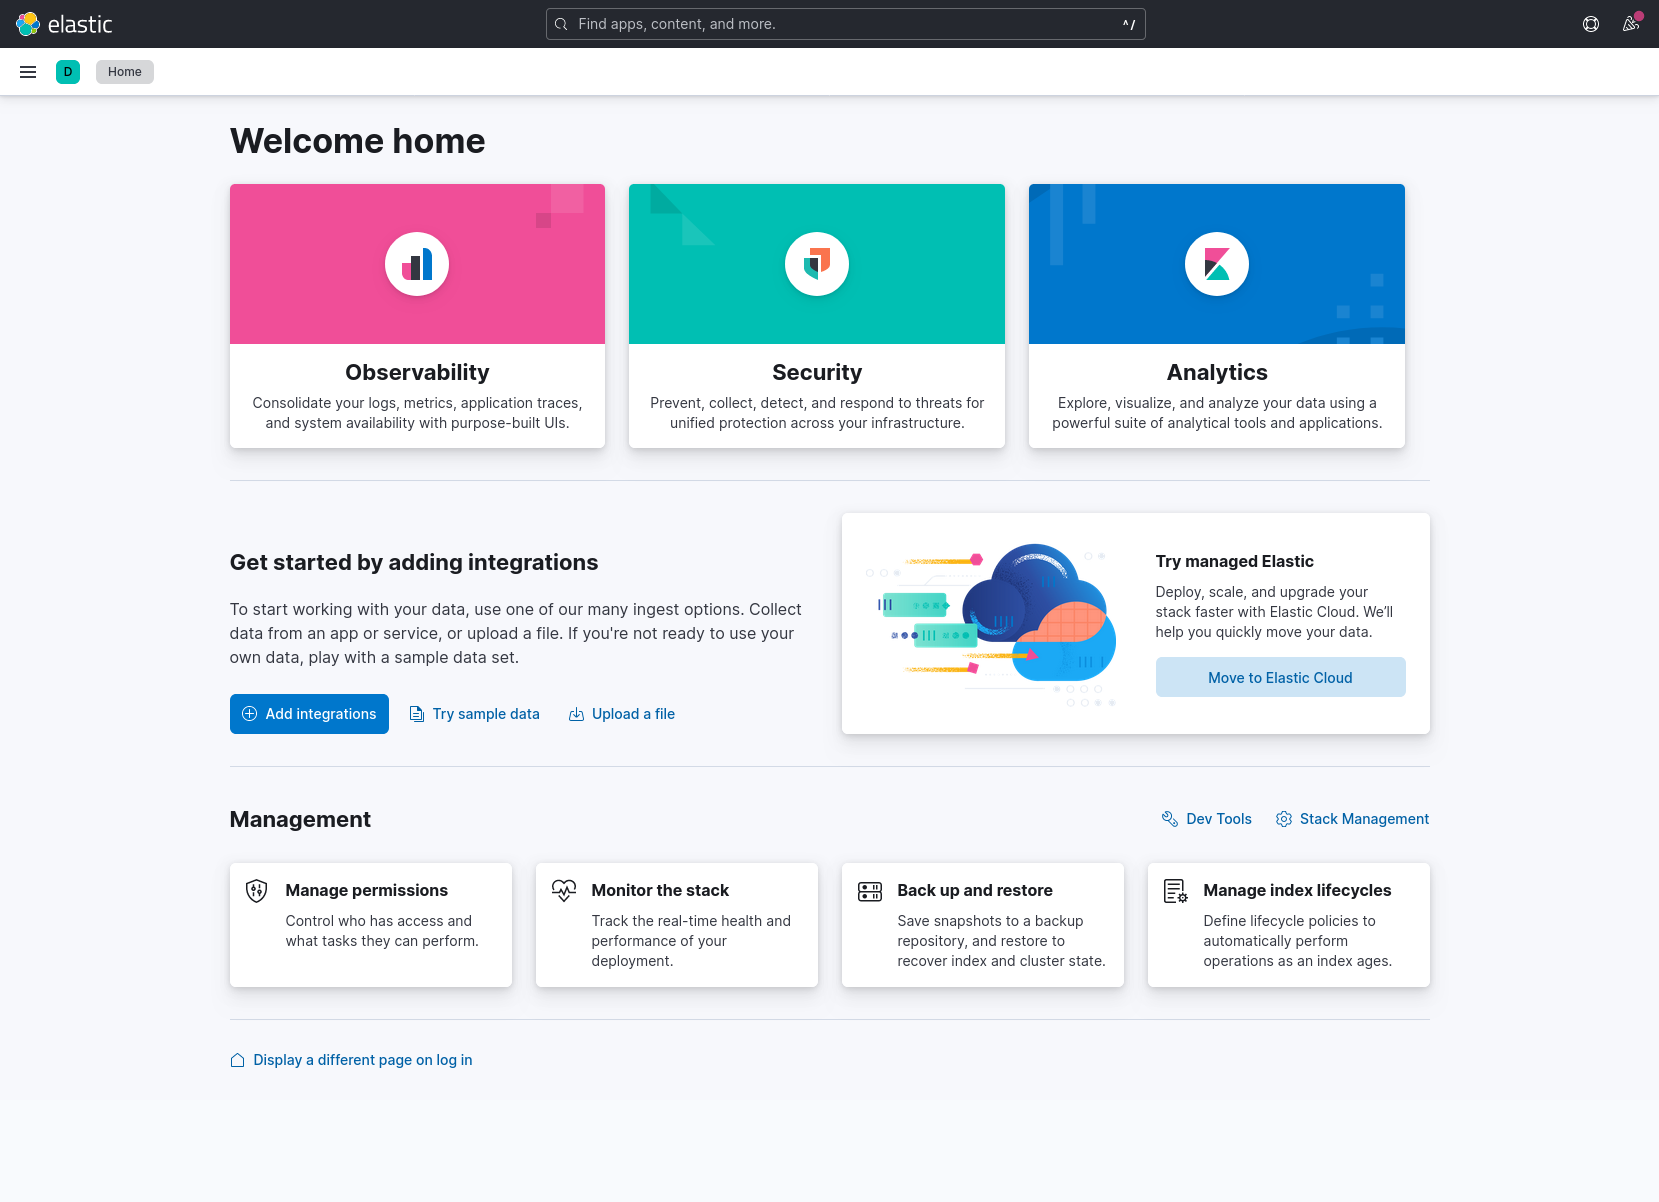 elastic
Find apps, content, and more.
^/
D
Home
Welcome home
Observability
Consolidate your logs, metrics, application traces,
and system availability with purpose-built UIs.
Security
Prevent, collect, detect, and respond to threats for
unified protection across your infrastructure.
Analytics
Explore, visualize, and analyze your data using a
powerful suite of analytical tools and applications.
Get started by adding integrations
To start working with your data, use one of our many ingest options. Collect
data from an app or service, or upload a file. If you're not ready to use your
own data, play with a sample data set.
Add integrations
Try sample data
Upload a file
Try managed Elastic
Deploy, scale, and upgrade your
stack faster with Elastic Cloud. We’ll
help you quickly move your data.
Move to Elastic Cloud
Management
Dev Tools
Stack Management
Manage permissions
Control who has access and
what tasks they can perform.
Monitor the stack
Track the real-time health and
performance of your
deployment.
Back up and restore
Save snapshots to a backup
repository, and restore to
recover index and cluster state.
Manage index lifecycles
Define lifecycle policies to
automatically perform
operations as an index ages.
Display a different page on log in